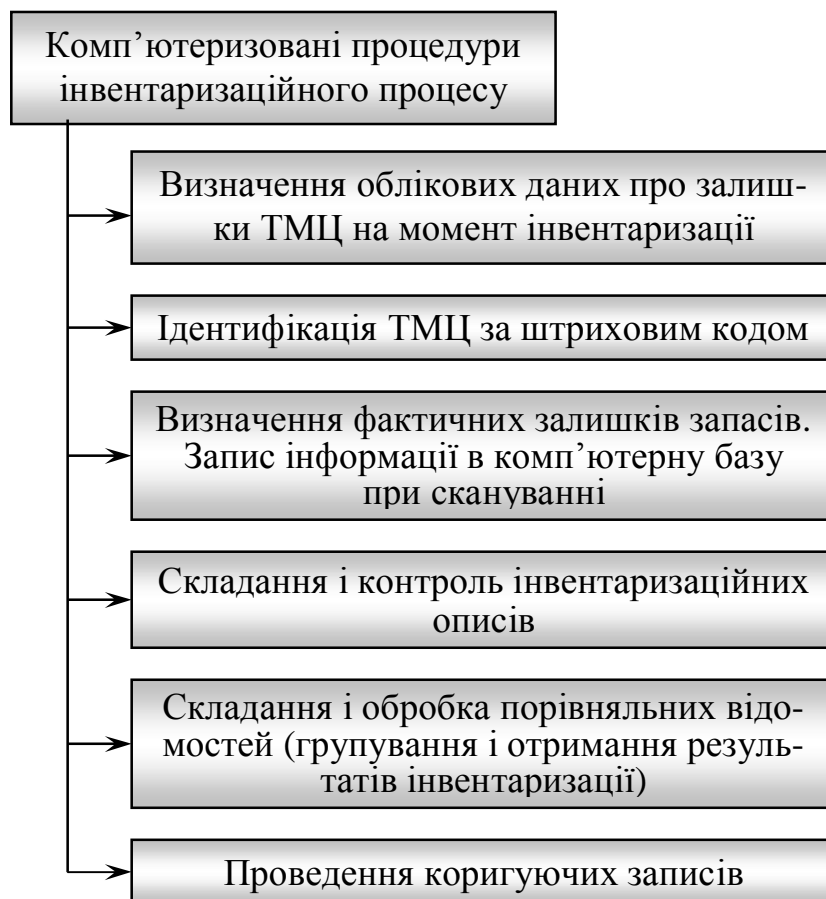 Комп’ютеризовані процедури
інвентаризаційного процесу
Визначення облікових даних про залиш-
ки ТМЦ на момент інвентаризації
Ідентифікація ТМЦ за штриховим кодом
Визначення фактичних залишків запасів.
Запис інформації в комп’ютерну базу
при скануванні
Складання і контроль інвентаризаційних
описів
Складання і обробка порівняльних відо-
мостей (групування і отримання резуль-
татів інвентаризації)
Проведення коригуючих записів